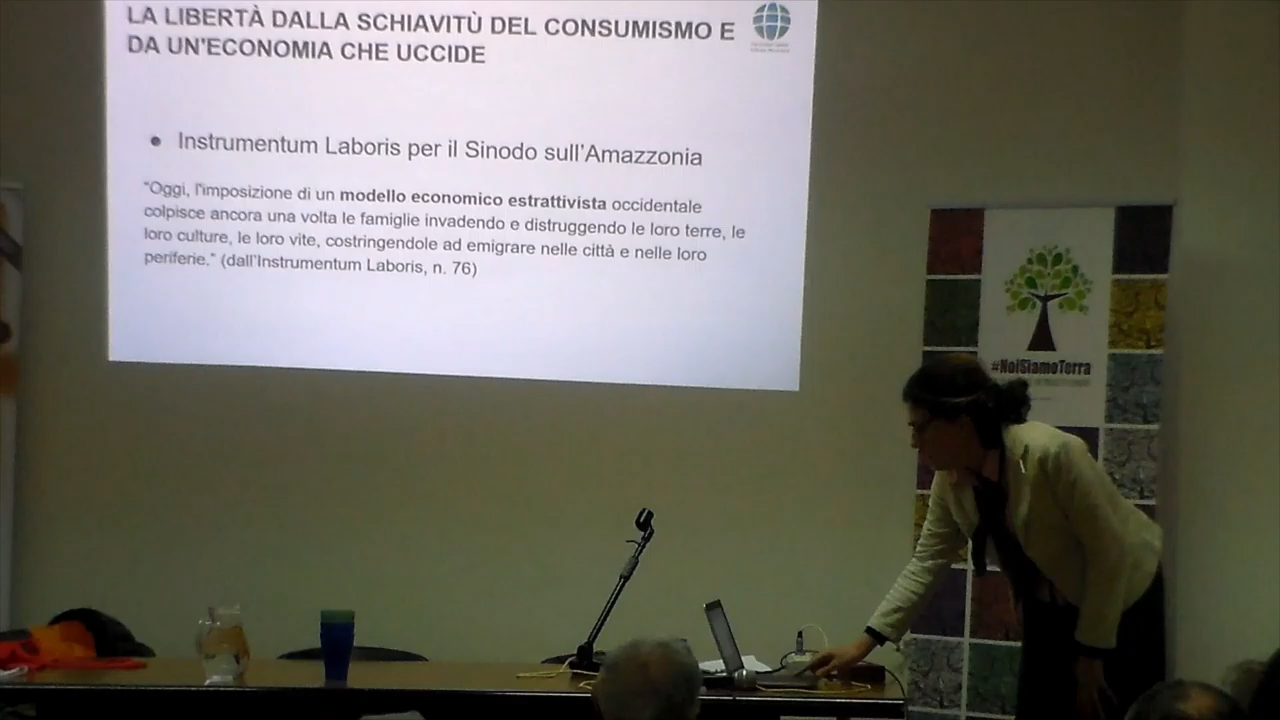 LA LIBERTÀ DALLA SCHIAVITÙ DEL CONSUMISMO E
DA UN'ECONOMIA CHE UCCIDE
• Instrumentum Laboris per il Sinodo sull'Amazzonia
"Oggi, l'imposizione di un modello economico estrattivista occidentale
colpisce ancora una volta le famiglie invadendo e distruggendo le loro terre, le
loro culture, le loro vite, costringendole ad emigrare nelle città e nelle loro
periferie." (dall'Instrumentum Laboris, n. 76)
#NoiSiamoTerra